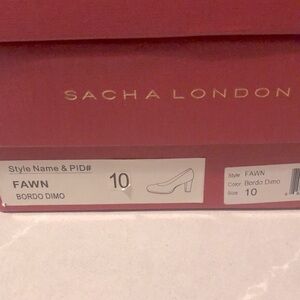 SACHA LONDON
Style Name & PID#
FAWN 10
BORDO DIMO
Style FAWN
Color Bordo Dimo
Size 10